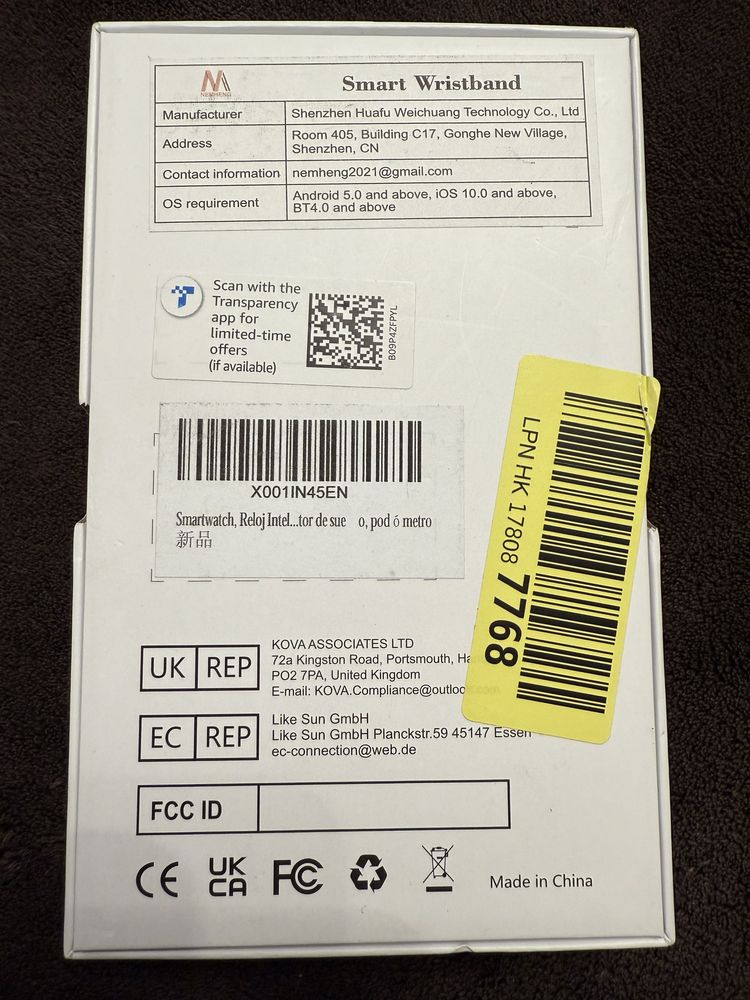 NEMHENG
Smart Wristband
Manufacturer Shenzhen Huafu Weichuang Technology Co., Ltd
Address Room 405, Building C17, Gonghe New Village,
Shenzhen, CN
Contact information nemheng2021@gmail.com
OS requirement Android 5.0 and above, iOS 10.0 and above,
BT4.0 and above
Scan with the
Transparency
app for
limited-time
offers
(if available)
B09P4ZFPYL
X001IN45EN
Smartwatch, Reloj Intel...tor de sue o, pod ó metro
新品
LPN HK 17808 7768
UK REP
KOVA ASSOCIATES LTD
72a Kingston Road, Portsmouth,
PO2 7PA, United Kingdom
E-mail: KOVA.Compliance@outlook.com
EC REP
Like Sun GmbH
Like Sun GmbH Planckstr.59 45147 Essen
ec-connection@web.de
FCC ID
CE UK CA FC Made in China